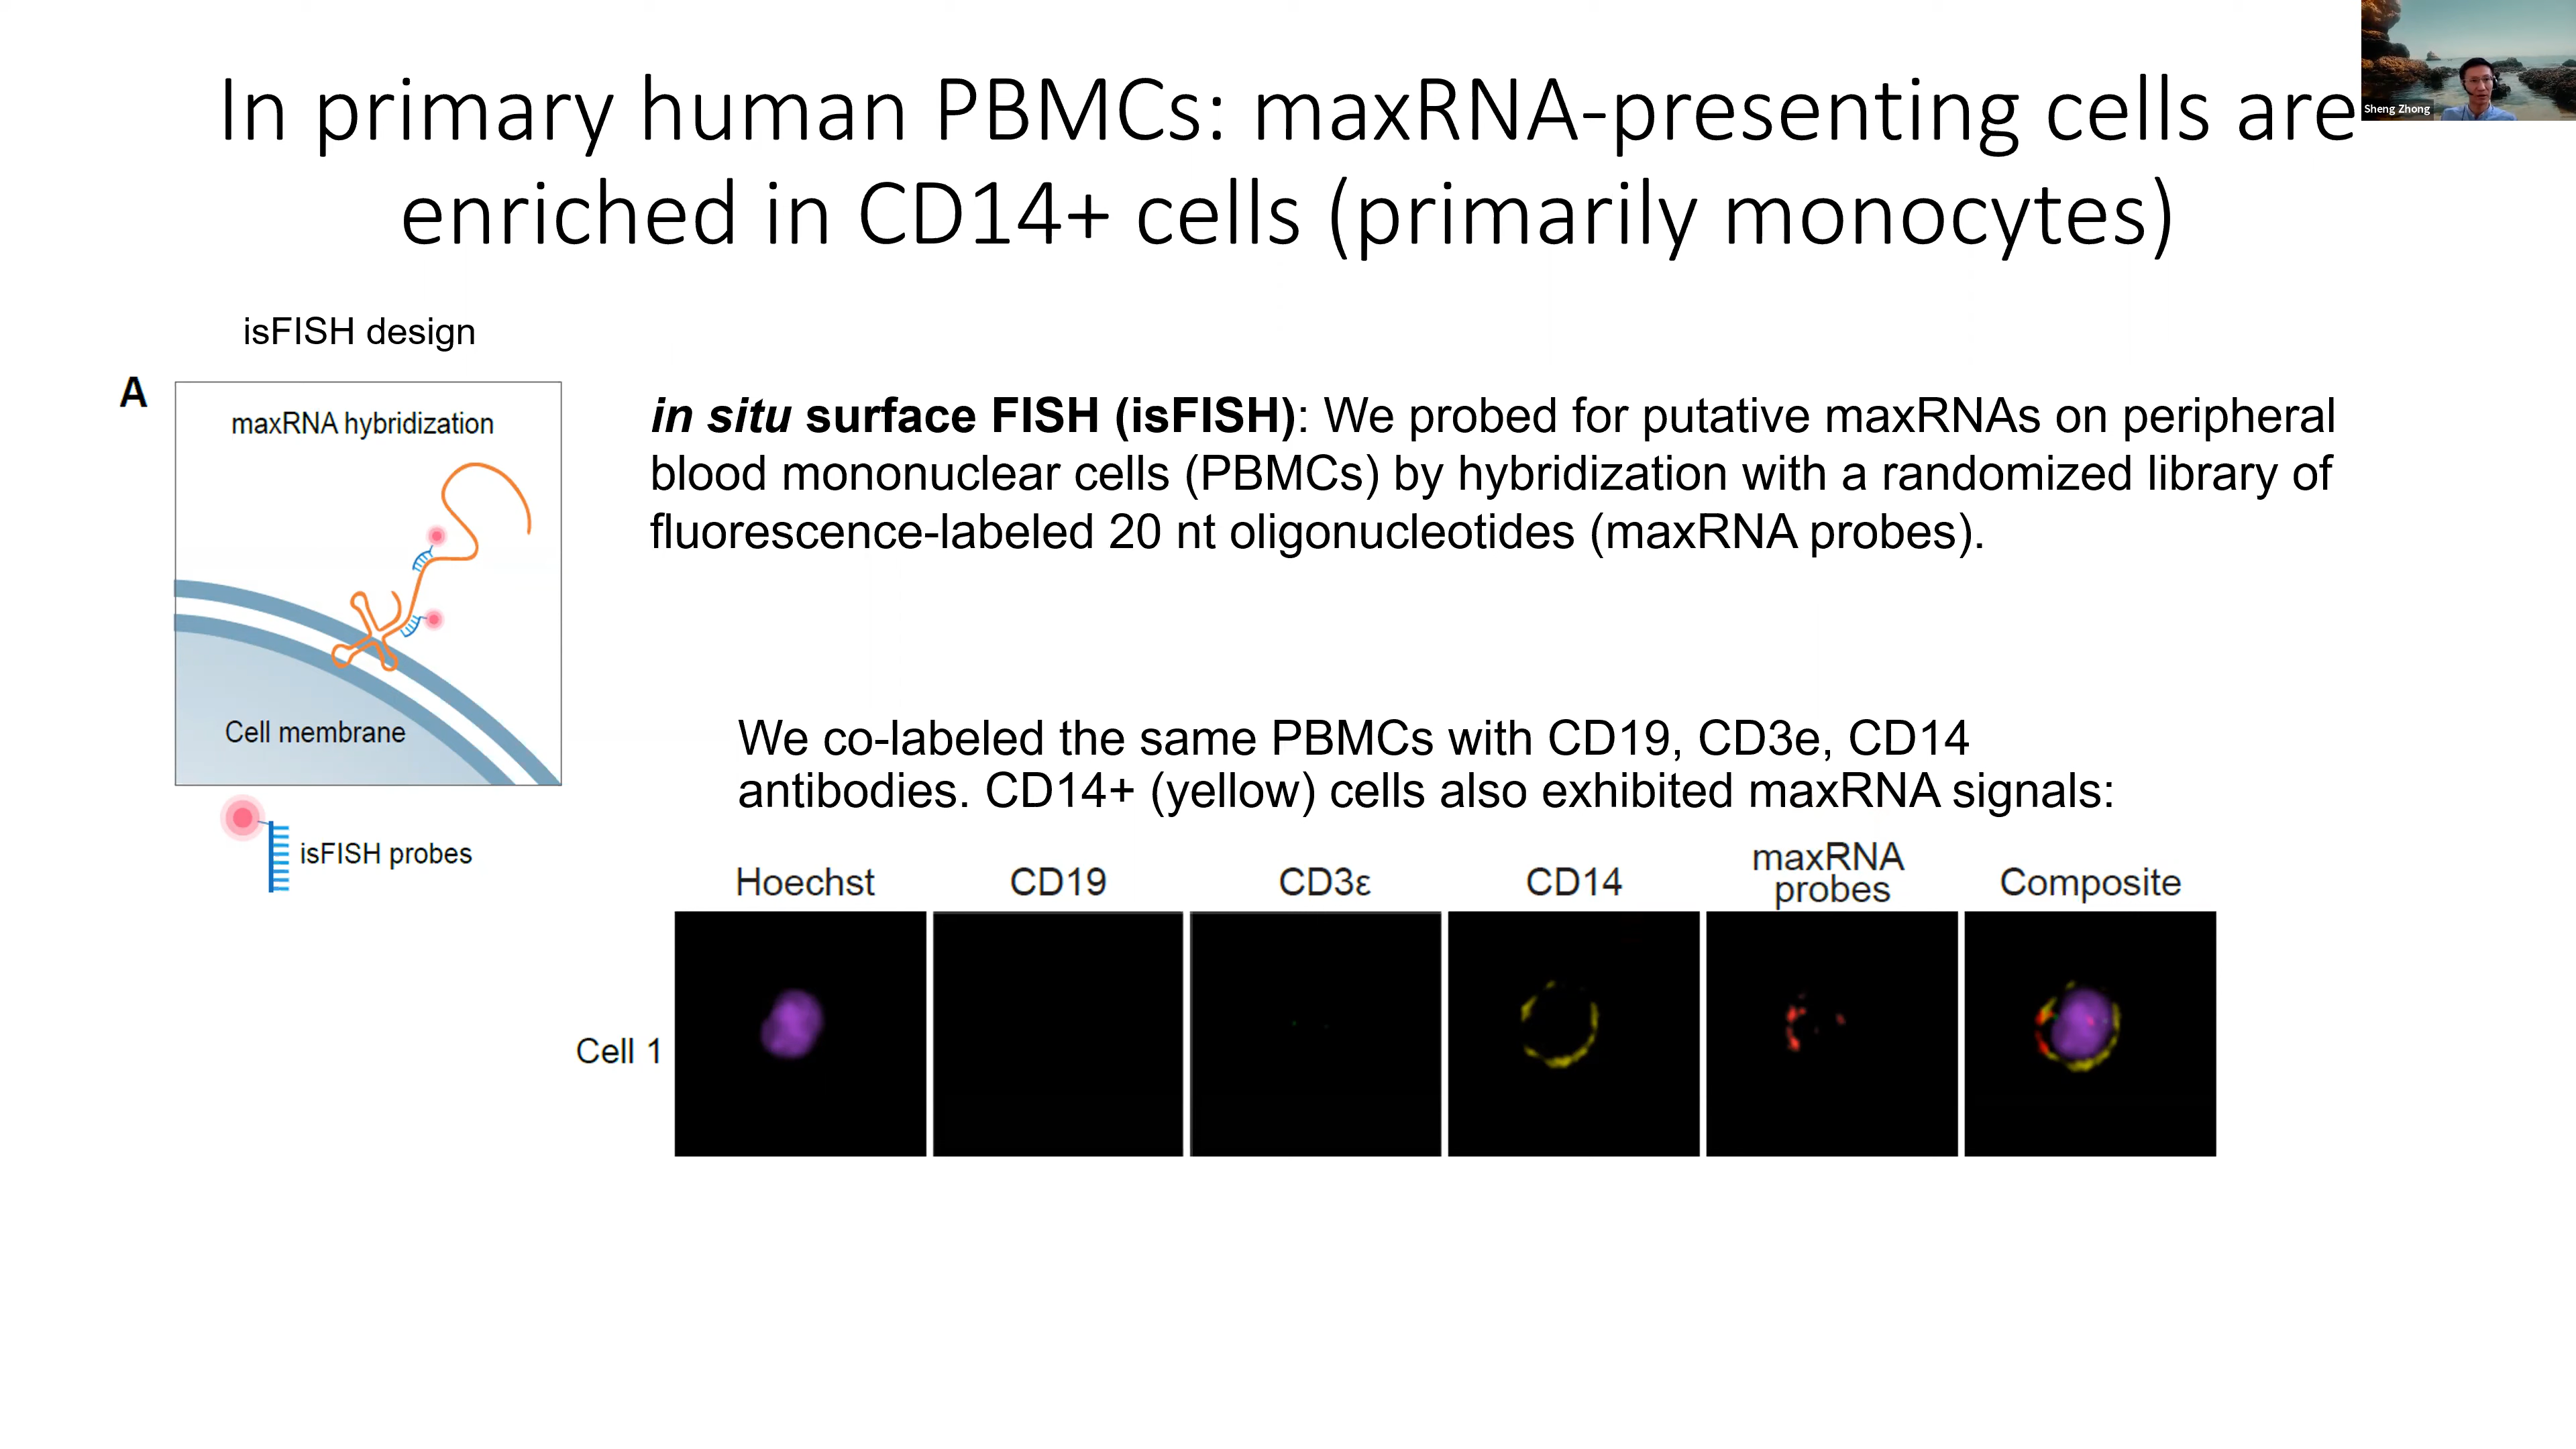 In primary human PBMCs: maxRNA-presenting cells are
enriched in CD14+ cells (primarily monocytes)
Sheng Zhong
isFISH design
A
maxRNA hybridization
Cell membrane
isFISH probes
in situ surface FISH (isFISH): We probed for putative maxRNAs on peripheral
blood mononuclear cells (PBMCs) by hybridization with a randomized library of
fluorescence-labeled 20 nt oligonucleotides (maxRNA probes).
We co-labeled the same PBMCs with CD19, CD3e, CD14
antibodies. CD14+ (yellow) cells also exhibited maxRNA signals:
Hoechst
CD19
CD3ε
CD14
maxRNA
probes
Composite
Cell 1